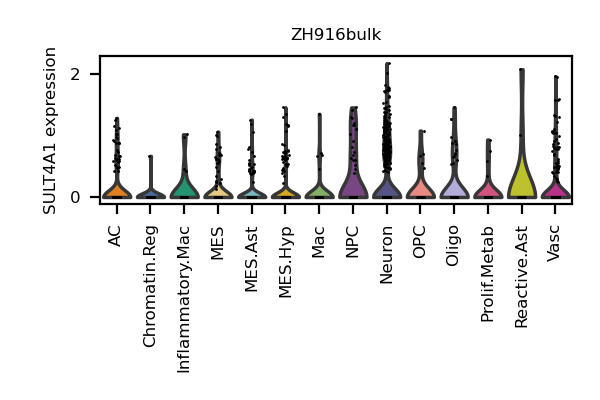 ZH916bulk
SULT4A1 expression
2
0
AC
Chromatin.Reg
Inflammatory.Mac
MES
MES.Ast
MES.Hyp
Mac
NPC
Neuron
OPC
Oligo
Prolif.Metab
Reactive.Ast
Vasc